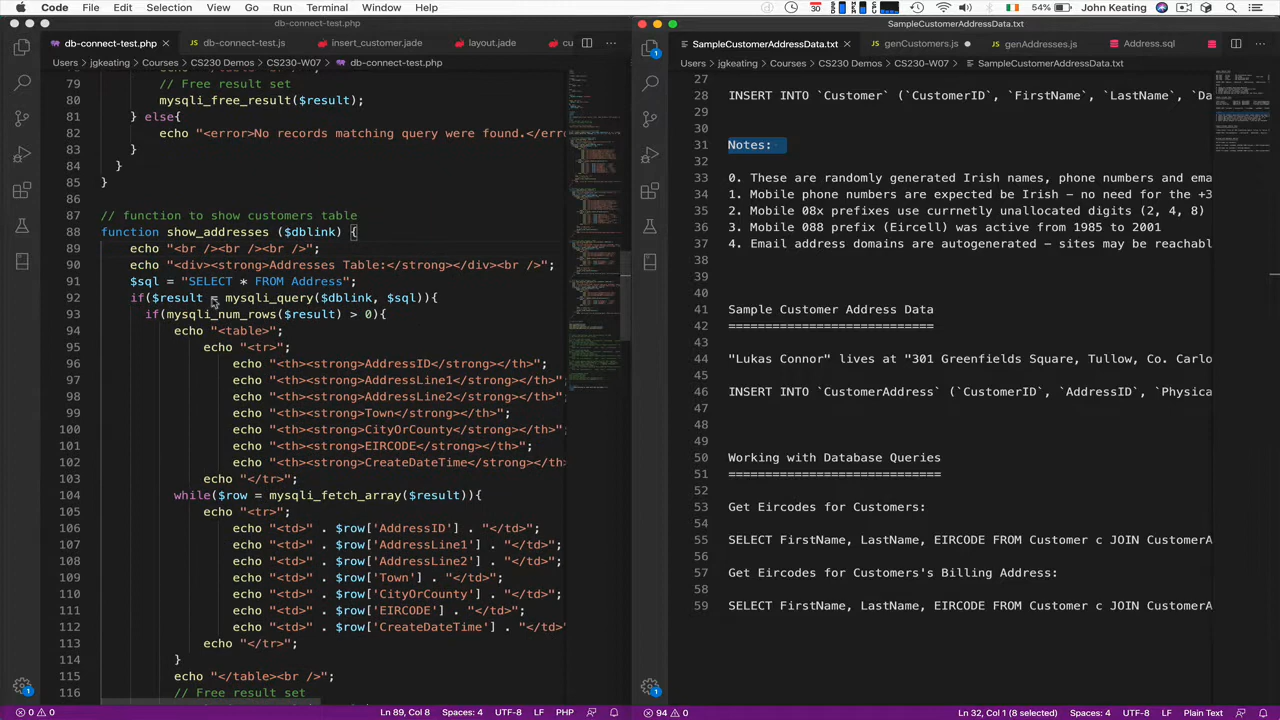 Code File Edit Selection View Go Run Terminal Window Help 30 54% John Keating
db-connect-test.php SampleCustomerAddressData.txt
db-connect-test.php db-connect-test.js insert_customer.jade layout.jade cu
SampleCustomerAddressData.txt genCustomers.js genAddresses.js Address.sql
Users > jgkeating > Courses > CS230 Demos > CS230-W07 > db-connect-test.php
Users > jgkeating > Courses > CS230 Demos > CS230-W07 > SampleCustomerAddressData.txt
79 // Free result set
80 mysqli_free_result($result);
81 } else{
82 echo "<error>No records matching query were found.</erro
83 }
84 }
85 }
86
87 // function to show customers table
88 function show_addresses ($dblink) {
89 echo "<br /><br /><br />";
90 echo "<div><strong>Addresses Table:</strong></div><br />";
91 $sql = "SELECT * FROM Address";
92 if($result = mysqli_query($dblink, $sql)){
93 if(mysqli_num_rows($result) > 0){
94 echo "<table>";
95 echo "<tr>";
96 echo "<th><strong>AddressID</strong></th>";
97 echo "<th><strong>AddressLine1</strong></th>"
98 echo "<th><strong>AddressLine2</strong></th>"
99 echo "<th><strong>Town</strong></th>";
100 echo "<th><strong>CityOrCounty</strong></th>"
101 echo "<th><strong>EIRCODE</strong></th>";
102 echo "<th><strong>CreateDateTime</strong></th
103 echo "</tr>";
104 while($row = mysqli_fetch_array($result)){
105 echo "<tr>";
106 echo "<td>" . $row['AddressID'] . "</td>";
107 echo "<td>" . $row['AddressLine1'] . "</td>";
108 echo "<td>" . $row['AddressLine2'] . "</td>";
109 echo "<td>" . $row['Town'] . "</td>";
110 echo "<td>" . $row['CityOrCounty'] . "</td>";
111 echo "<td>" . $row['EIRCODE'] . "</td>";
112 echo "<td>" . $row['CreateDateTime'] . "</td>
113 echo "</tr>";
114 }
115 echo "</table><br />";
116 // Free result set
27
28 INSERT INTO `Customer` (`CustomerID` `FirstName`, `LastName`, `Da
29
30
31 Notes:
32
33 0. These are randomly generated Irish names, phone numbers and ema
34 1. Mobile phone numbers are expected be Irish – no need for the +3
35 2. Mobile 08x prefixes use currectly unallcated digits (2, 4, 8)
36 3. Mobile 088 prefix (Eircell) was active from 1985 to 2001
37 4. Email address domains are auto generated – sites may be reachabl
38
39
40
41 Sample Customer Address Data
42 ============================
43
44 "Lukas Connor" lives at "301 Greenfields Square, Tullow, Co. Carlo
45
46 INSERT INTO `CustomerAddress` (`CustomerID`, `AddressID`, `Physica
47
48
49
50 Working with Database Queries
51 =============================
52
53 Get Eircodes for Customers:
54
55 SELECT FirstName, LastName, EIRCODE FROM Customer c JOIN CustomerA
56
57 Get Eircodes for Customers's Billing Address:
58
59 SELECT FirstName, LastName, EIRCODE FROM Customer c JOIN CustomerA
1 1 1
0 0 Ln 89, Col 8 Spaces: 4 UTF-8 LF PHP
94 0 Ln 32, Col 1 (8 selected) Spaces: 4 UTF-8 LF Plain Text